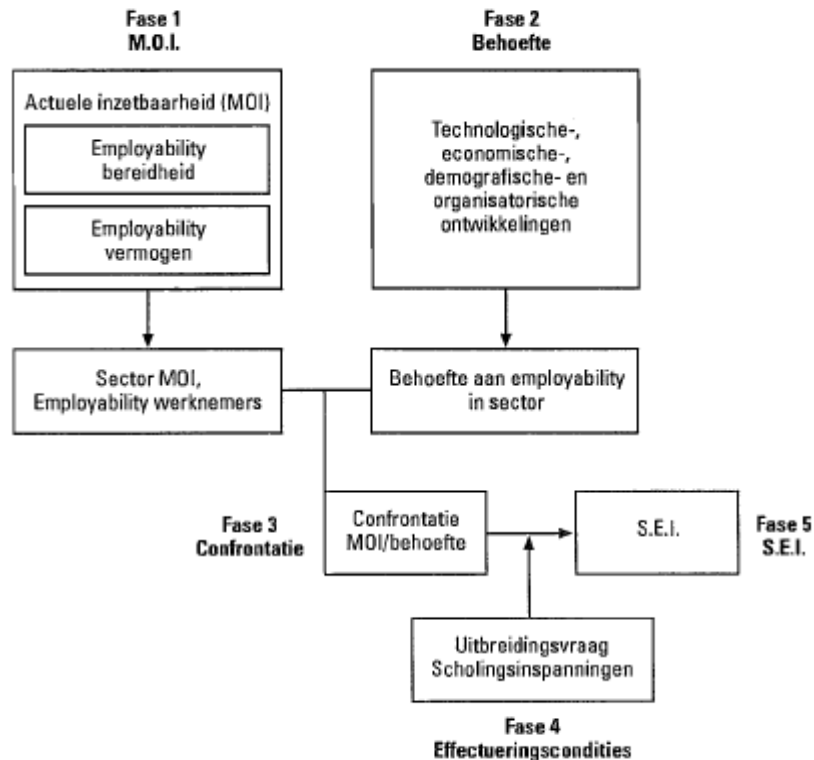 Fase 1
M.O.I.
Fase 2
Behoefte
Actuele inzetbaarheid (MOI)
Employability
bereidheid
Employability
vermogen
Technologische-,
economische-,
demografische- en
organisatorische
ontwikkelingen
Sector MOI,
Employability werknemers
Behoefte aan employability
in sector
Fase 3
Confrontatie
Confrontatie
MOI/behoefte
S.E.I.
Fase 5
S.E.I.
Uitbreidingsvraag
Scholingsinspanningen
Fase 4
Effectueringscondities